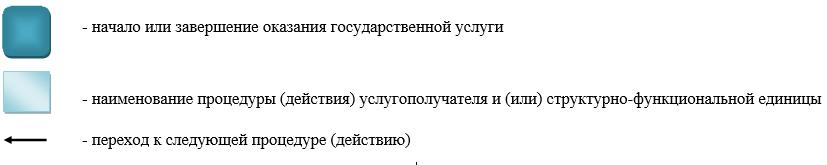 - начало или завершение оказания государственной услуги
- наименование процедуры (действия) услугополучателя и (или) структурно-функциональной единицы
- переход к следующей процедуре (действию)